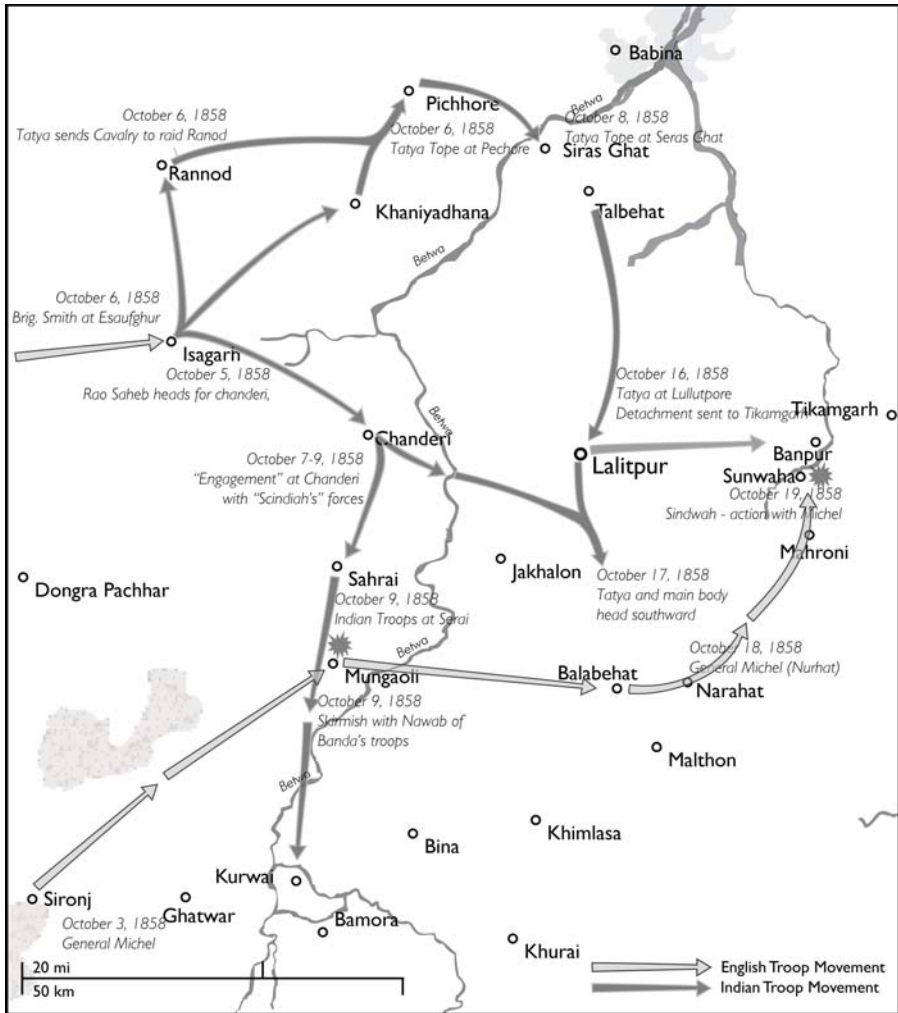 Babina
Pichhore
Betwa
October 6, 1858
Tatya sends Cavalry to raid Ranod
October 6, 1858
Tatya Tope at Pechore
October 8, 1858
Tatya Tope at Seras Ghat
Siras Ghat
Rannod
Khaniyadhana
Talbehat
Betwa
October 6, 1858
Brig. Smith at Esaufghur
Isagarh
October 5, 1858
Rao Saheb heads for chanderi,
October 16, 1858
Tatya at Lullutpore
Detachment sent to Tikamgarh
Tikamgarh
Betwa
Chanderi
Banpur
October 7-9, 1858
"Engagement" at Chanderi
with "Scindiah's" forces
Lalitpur
Sunwaha
October 19, 1858
Sindwah - action with Michel
Mahroni
Sahrai
Jakhalon
Dongra Pachhar
October 9, 1858
Indian Troops at Serai
October 17, 1858
Tatya and main body
head southward
Betwa
Mungaoli
Balabehat
October 18, 1858
General Michel (Nurhat)
Narahat
October 9, 1858
Skirmish with Nawab of
Banda's troops
Malthon
Betwa
Khimlasa
Bina
Kurwai
Sironj
Ghatwar
October 3, 1858
General Michel
Bamora
Khurai
20 mi
50 km
English Troop Movement
Indian Troop Movement